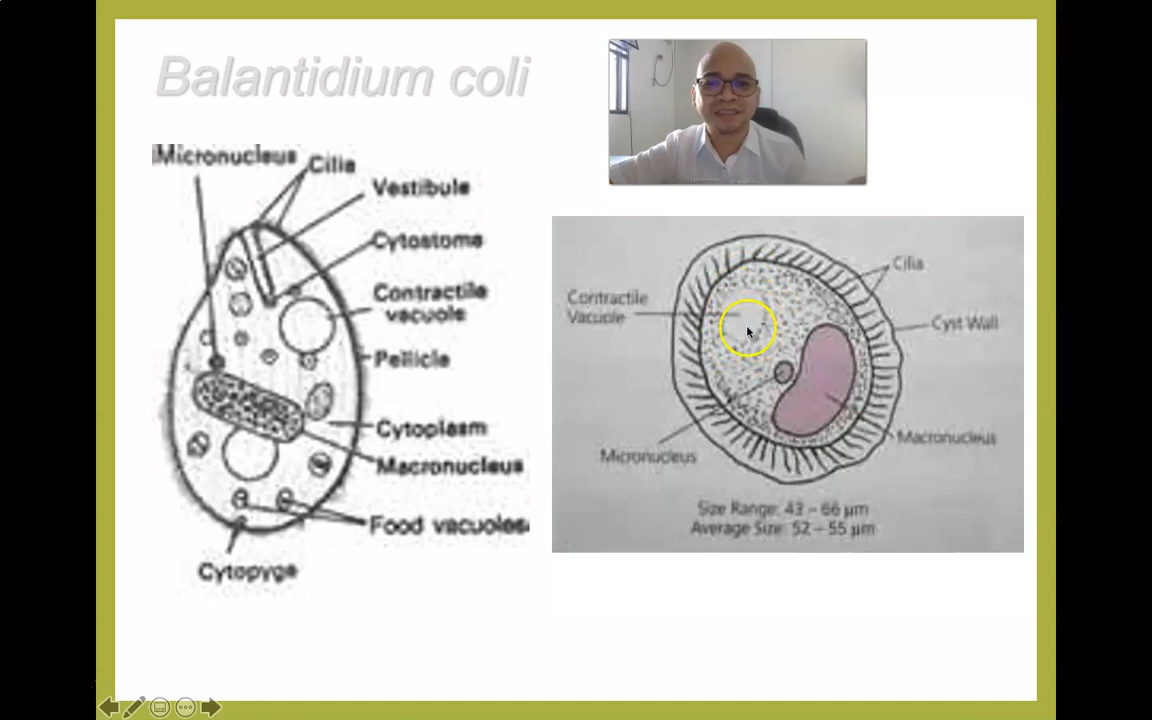 Balantidium coli
Micronucleus
Cilia
Vestibule
Cytostome
Contractile
vacuole
Pellicle
Cytoplasm
Macronucleus
Food vacuoles
Cytopyge
Cilia
Contractile
Vacuole
Cyst Wall
Macronucleus
Micronucleus
Size Range: 43 – 66 μm
Average Size: 52 – 55 μm